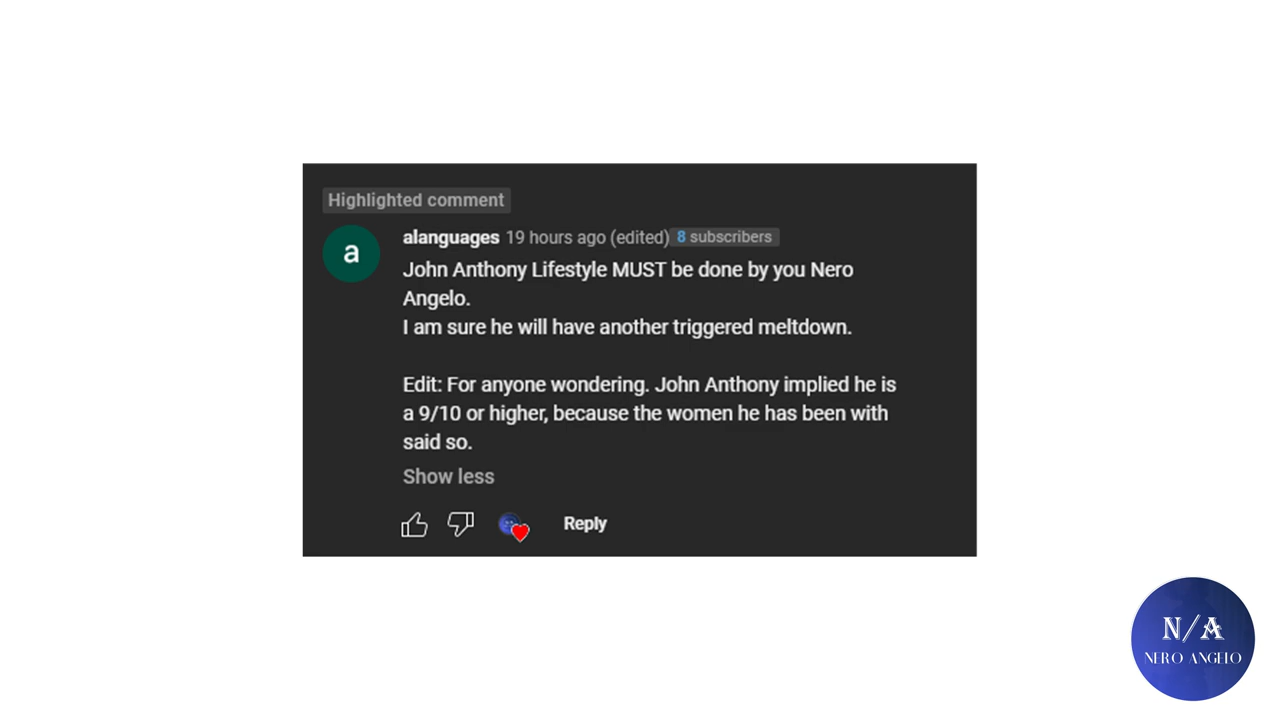 Highlighted comment
a
alanguages 19 hours ago (edited) 8 subscribers
John Anthony Lifestyle MUST be done by you Nero
Angelo.
I am sure he will have another triggered meltdown.
Edit: For anyone wondering. John Anthony implied he is
a 9/10 or higher, because the women he has been with
said so.
Show less
Reply
N/A
NERO ANGELO